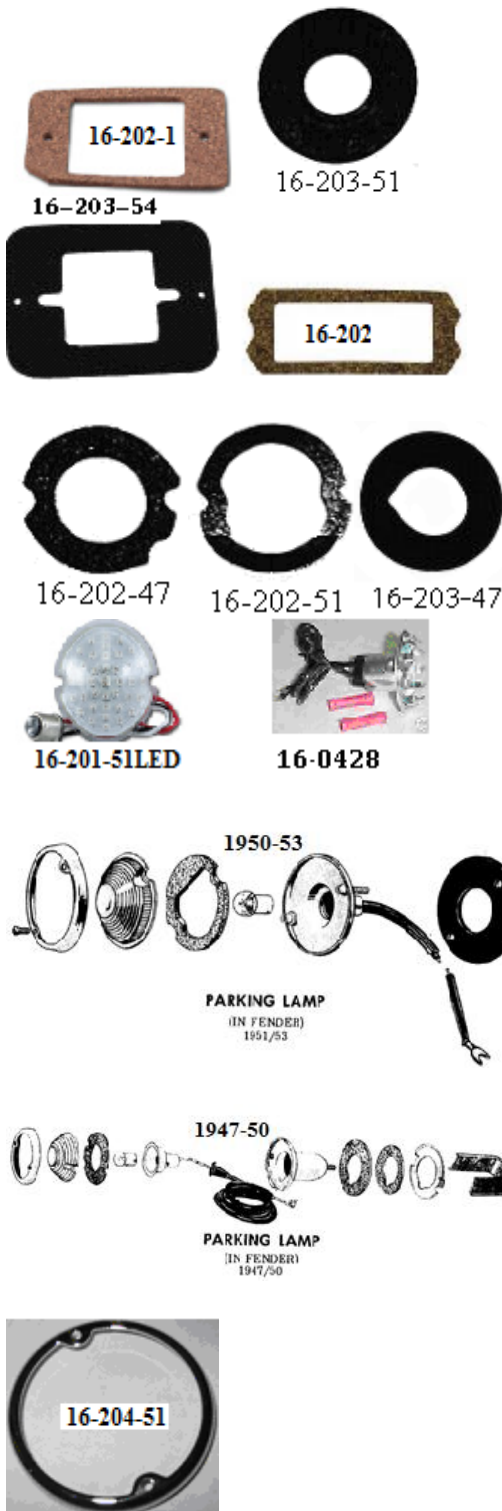 16-202-1
16-203-51
16-203-54
16-202
16-202-47
16-202-51
16-203-47
16-201-51LED
16-0428
1950-53
PARKING LAMP
(IN FENDER)
1951/53
1947-50
PARKING LAMP
(IN FENDER)
1947/50
16-204-51